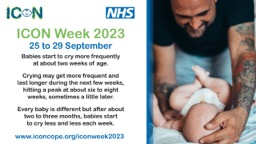 ICON
NHS
ICON Week 2023
25 to 29 September
Babies start to cry more frequently
at about two weeks of age.
Crying may get more frequent and
last longer during the next few weeks,
hitting a peak at about six to eight
weeks, sometimes a little later.
Every baby is different but after about
two to three months, babies start
to cry less and less each week.
www.iconcope.org/iconweek2023